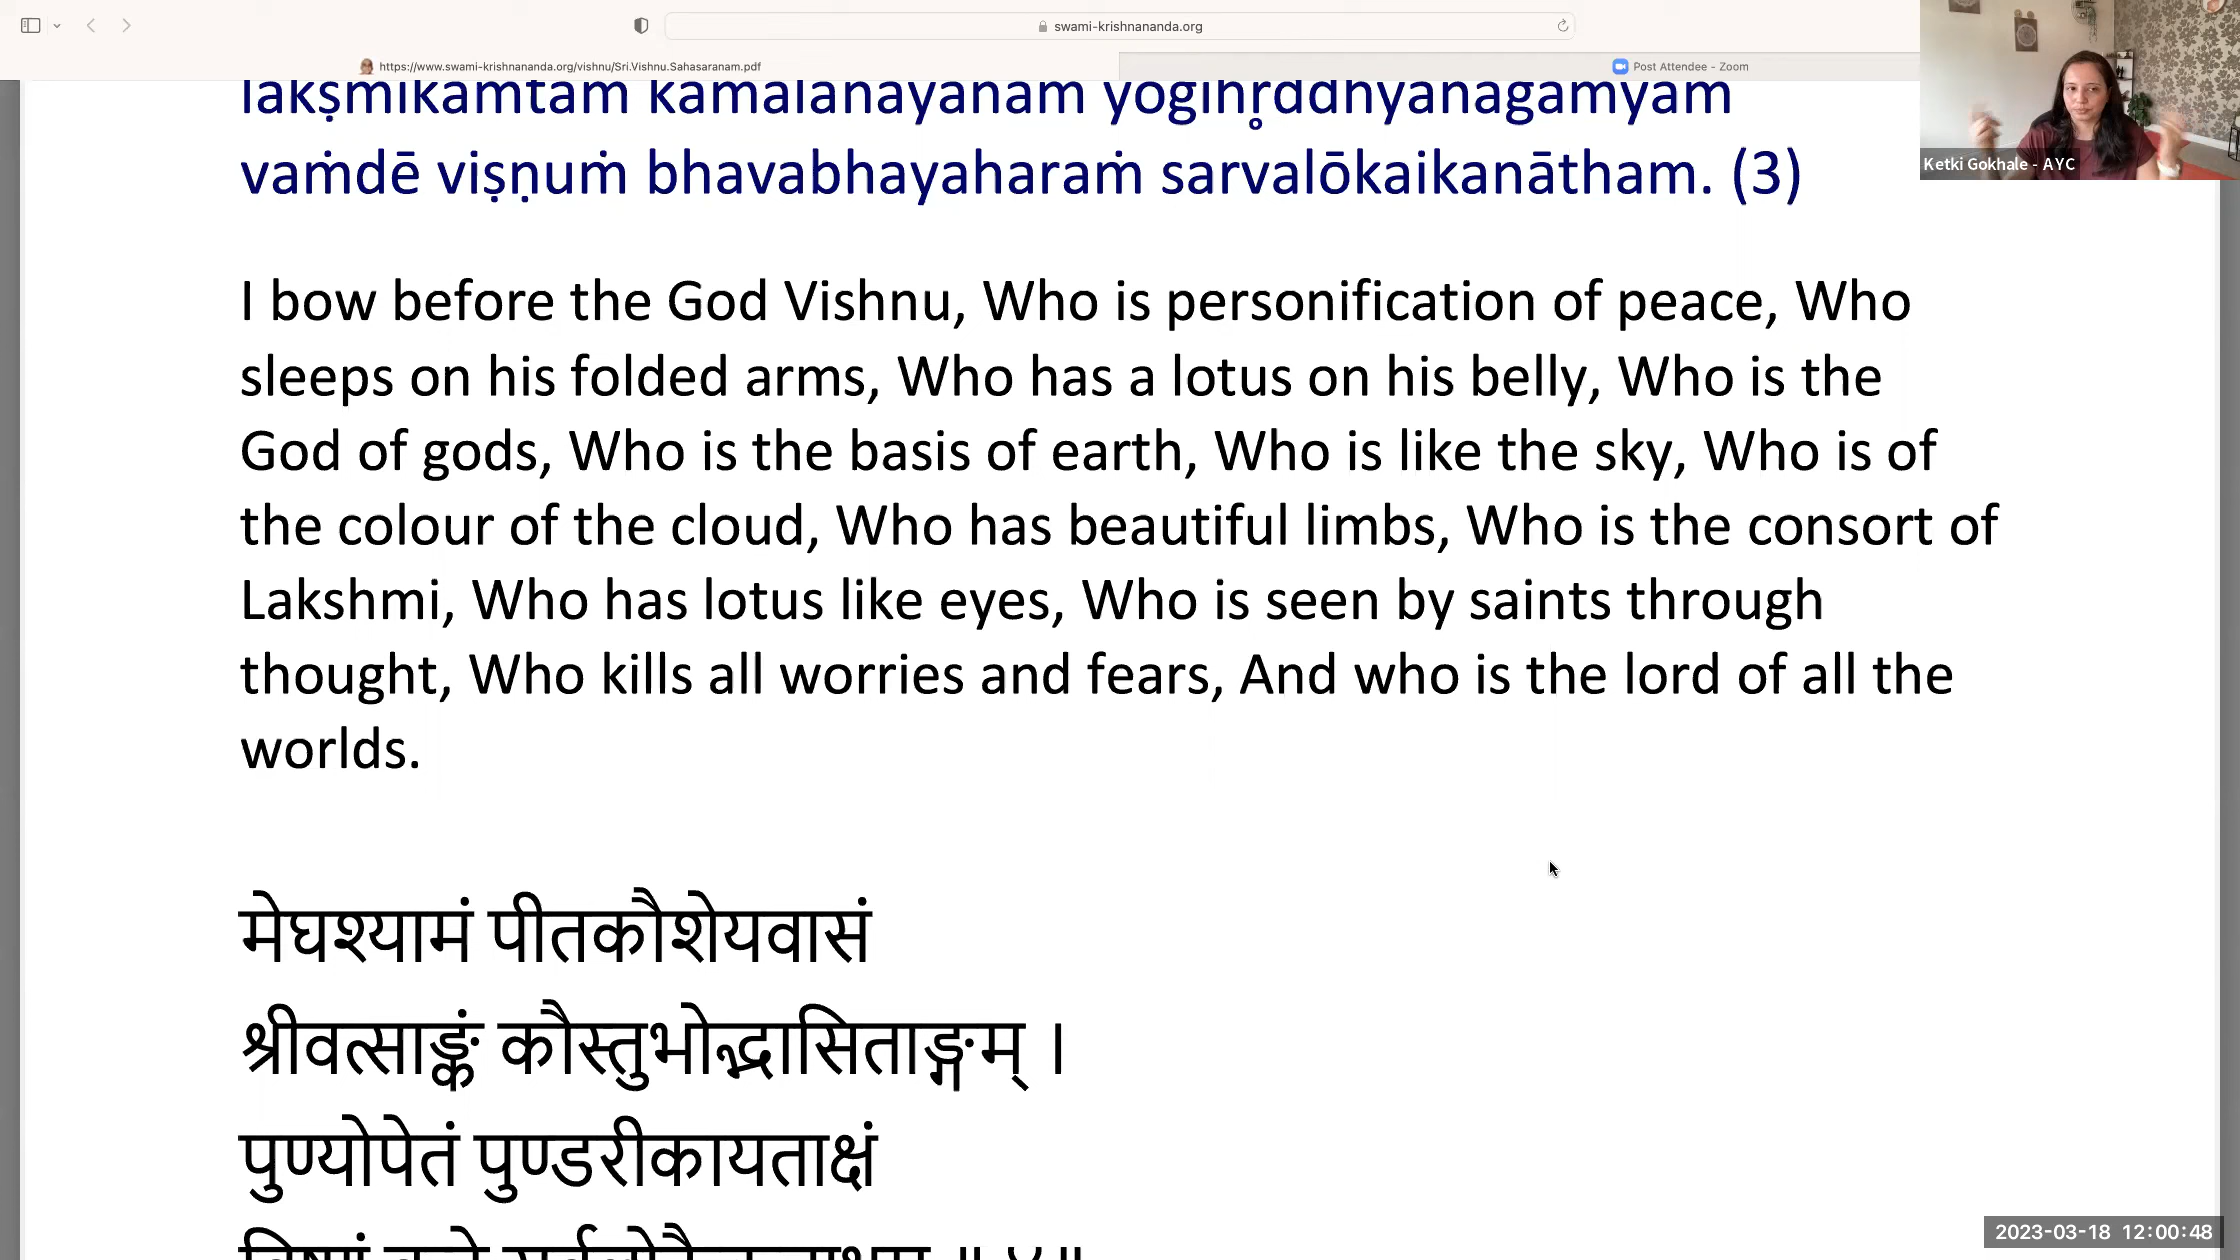 swami-krishnananda.org
https://www.swami-krishnananda.org/vishnu/Sri.Vishnu.Sahasaranam.pdf
Post Attendee - Zoom
Ketki Gokhale - AYC
lakṣmīkāṁtaṁ kamalanayanaṁ yōgihr̥ddhyānagamyaṁ
vaṁdē viṣṇuṁ bhavabhayaharaṁ sarvalōkaikanātham. (3)
I bow before the God Vishnu, Who is personification of peace, Who
sleeps on his folded arms, Who has a lotus on his belly, Who is the
God of gods, Who is the basis of earth, Who is like the sky, Who is of
the colour of the cloud, Who has beautiful limbs, Who is the consort of
Lakshmi, Who has lotus like eyes, Who is seen by saints through
thought, Who kills all worries and fears, And who is the lord of all the
worlds.
मेघश्यामं पीतकौशेयवासं
श्रीवत्साङ्कं कौस्तुभोद्भासिताङ्गम् ।
पुण्योपेतं पुण्डरीकायताक्षं
2023-03-18 12:00:48